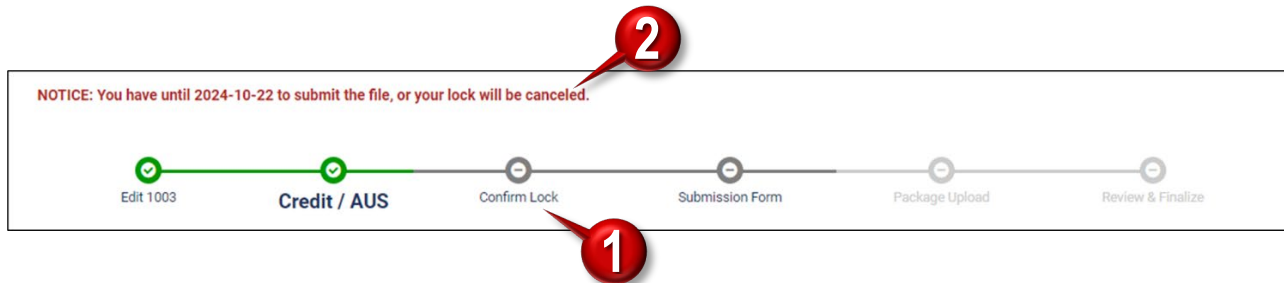 2
NOTICE: You have until 2024-10-22 to submit the file, or your lock will be canceled.
Edit 1003
Credit / AUS
Confirm Lock
Submission Form
Package Upload
Review & Finalize
1